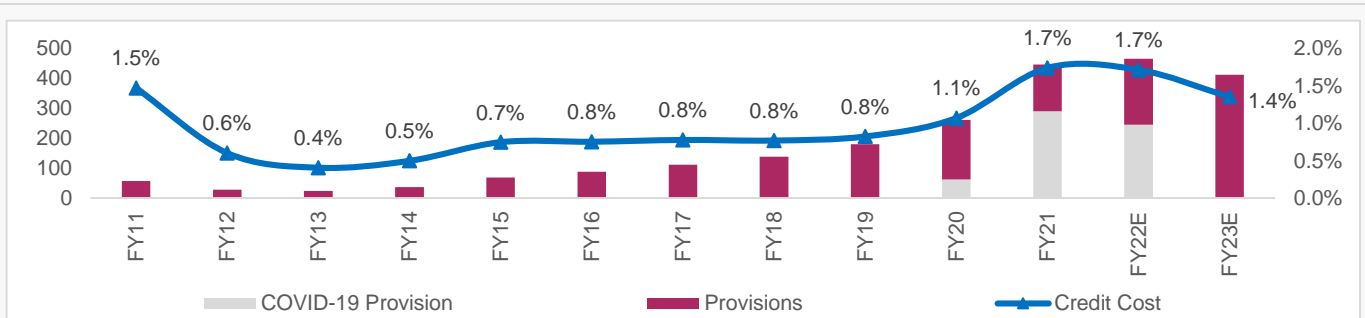 500 1.5% 1.7% 1.7% 2.0%
400 1.1% 1.5%
300 0.6% 0.4% 0.5% 0.7% 0.8% 0.8% 0.8% 0.8% 1.4% 1.0%
200
100 0.5%
0 0.0%
FY11 FY12 FY13 FY14 FY15 FY16 FY17 FY18 FY19 FY20 FY21 FY22E FY23E
COVID-19 Provision Provisions Credit Cost